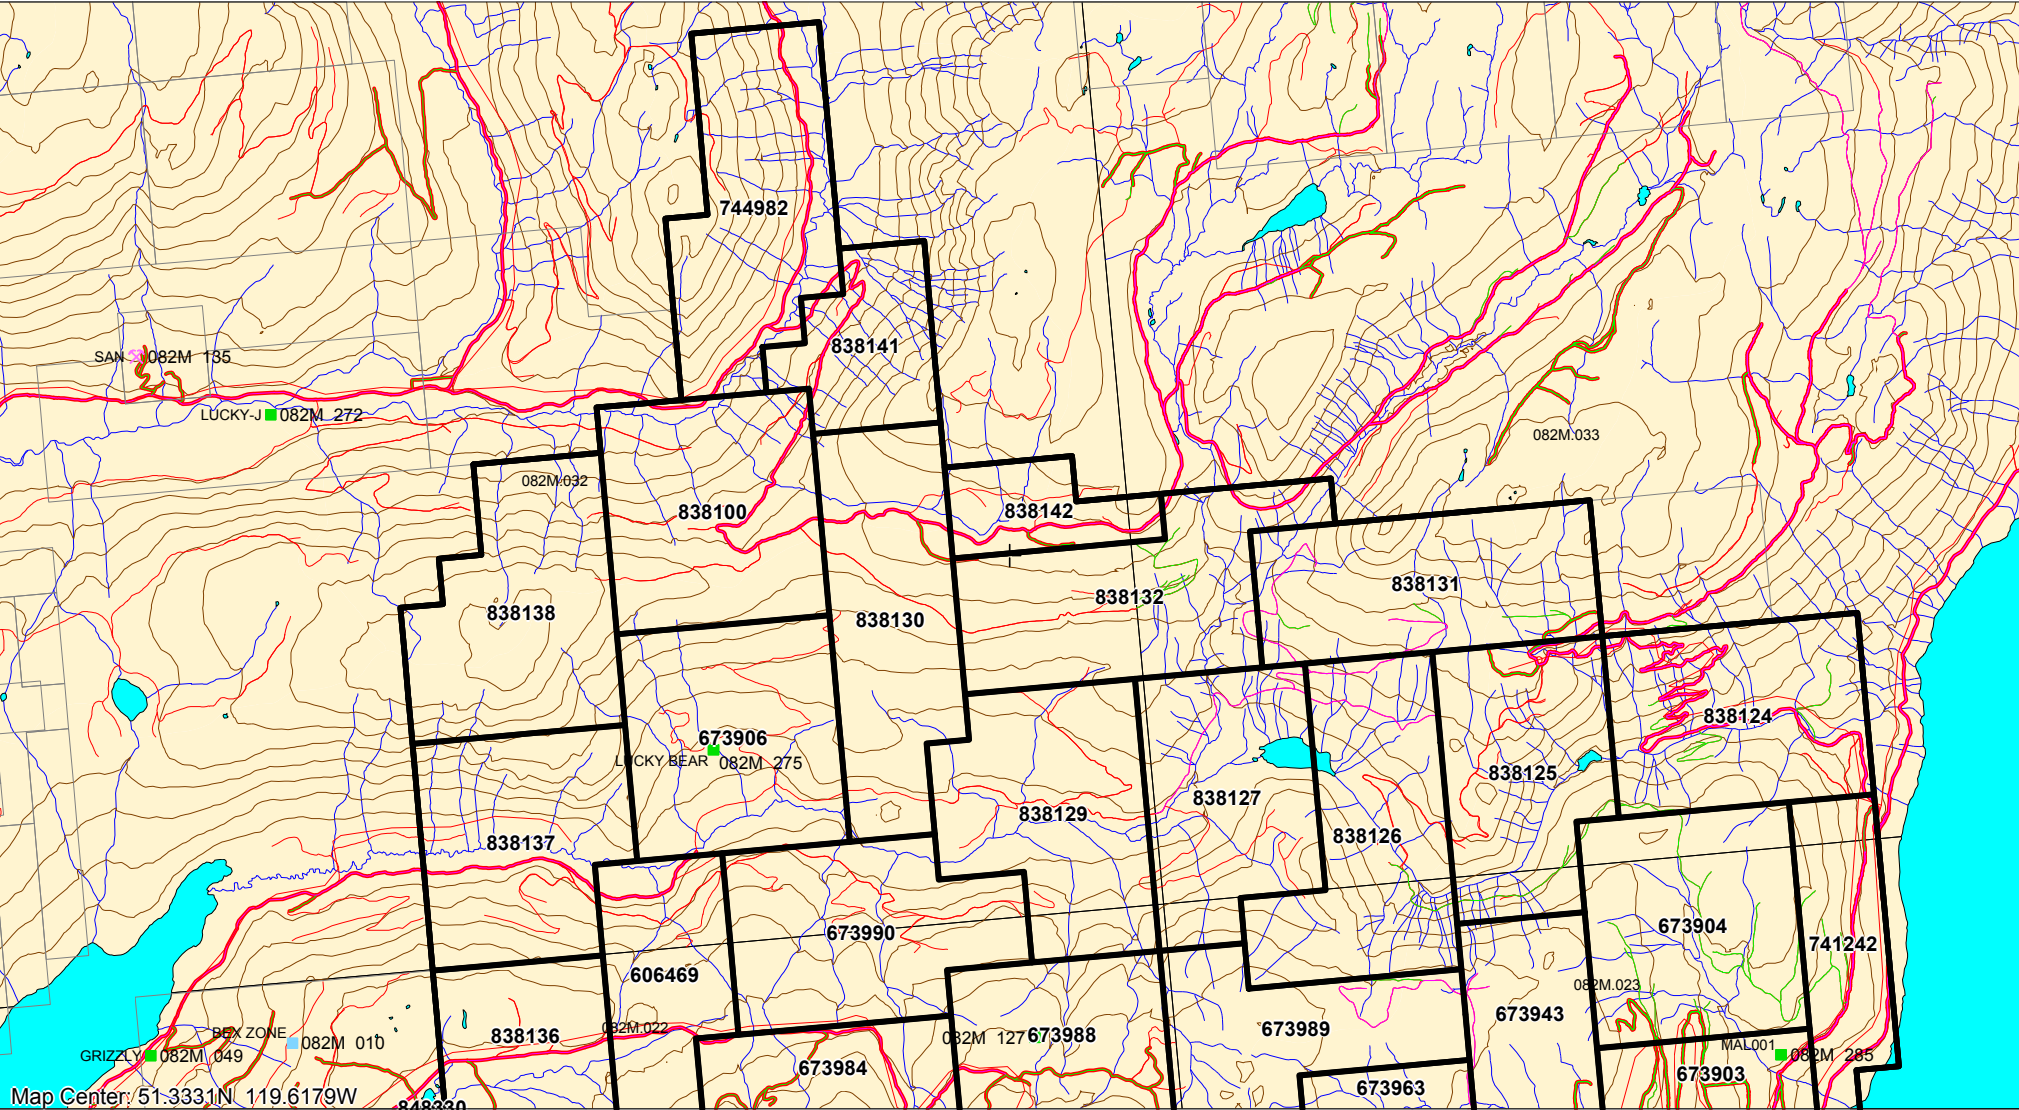 744982
838141
SAN 082M 135
LUCKY-J 082M 272
082M.033
082M.032
838100
838142
838131
838132
838138
838130
838124
673906
LUCKY BEAR 082M 275
838125
838127
838129
838126
838137
673904
673990
741242
606469
082M.023
673943
082M.022
673989
BEX ZONE 082M 010
838136
082M 127 673988
MAL001 082M 285
GRIZZLY 082M 049
673984
673903
673963
Map Center: 51.3331N 119.6179W
848330